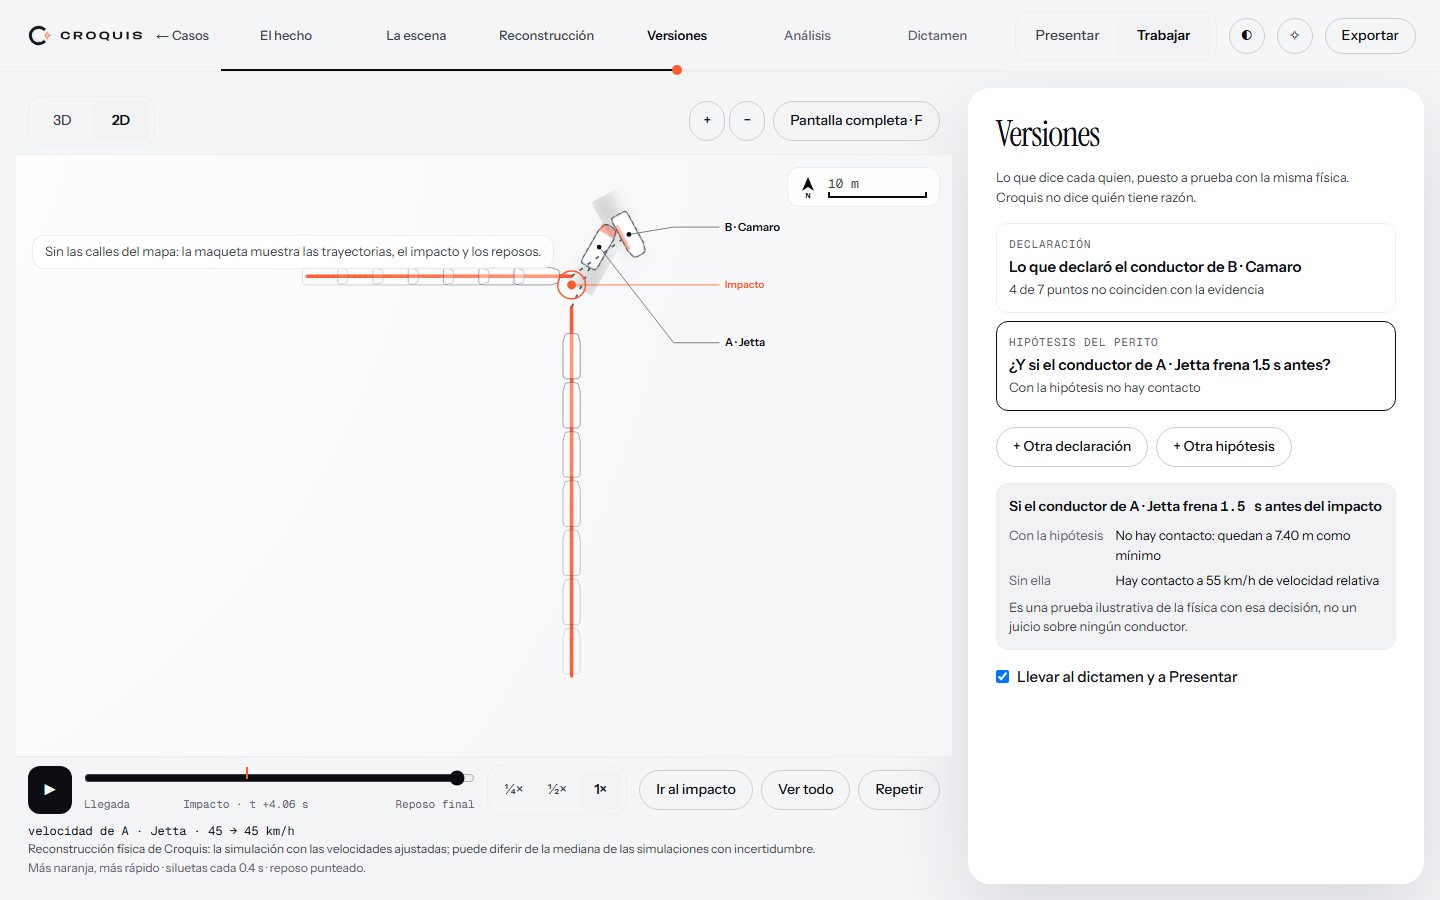 CROQUIS
← Casos
El hecho
La escena
Reconstrucción
Versiones
Análisis
Dictamen
Presentar
Trabajar
Exportar
3D
2D
+
−
Pantalla completa · F
N
10 m
Sin las calles del mapa: la maqueta muestra las trayectorias, el impacto y los reposos.
B · Camaro
Impacto
A · Jetta
¼×
½×
1×
Ir al impacto
Ver todo
Repetir
Llegada
Impacto · t +4.06 s
Reposo final
velocidad de A · Jetta · 45 → 45 km/h
Reconstrucción física de Croquis: la simulación con las velocidades ajustadas; puede diferir de la mediana de las simulaciones con incertidumbre.
Más naranja, más rápido · siluetas cada 0.4 s · reposo punteado.
Versiones
Lo que dice cada quien, puesto a prueba con la misma física.
Croquis no dice quién tiene razón.
DECLARACIÓN
Lo que declaró el conductor de B · Camaro
4 de 7 puntos no coinciden con la evidencia
HIPÓTESIS DEL PERITO
¿Y si el conductor de A · Jetta frena 1.5 s antes?
Con la hipótesis no hay contacto
+ Otra declaración
+ Otra hipótesis
Si el conductor de A · Jetta frena 1.5 s antes del impacto
Con la hipótesis
No hay contacto: quedan a 7.40 m como
mínimo
Sin ella
Hay contacto a 55 km/h de velocidad relativa
Es una prueba ilustrativa de la física con esa decisión, no un
juicio sobre ningún conductor.
Llevar al dictamen y a Presentar